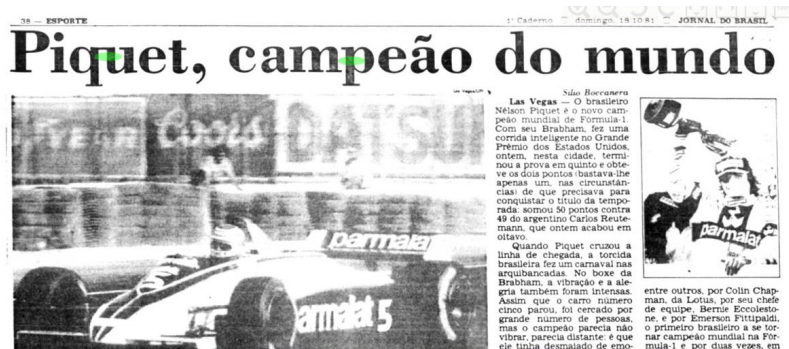 38 — ESPORTE
1º Caderno □ domingo, 18.10.81 □ JORNAL DO BRASIL
Piquet, campeão do mundo
Las Vegas/UPI
Coors
DATSUN
parmalat
parmalat 5
Silio Boccanera
Las Vegas — O brasileiro
Nélson Piquet é o novo cam-
peão mundial de Fórmula-1.
Com seu Brabham, fez uma
corrida inteligente no Grande
Prêmio dos Estados Unidos,
ontem, nesta cidade, termi-
nou a prova em quinto e obte-
ve os dois pontos (bastava-lhe
apenas um, nas circunstân-
cias) de que precisava para
conquistar o título da tempo-
rada: somou 50 pontos contra
49 do argentino Carlos Reute-
mann, que ontem acabou em
oitavo.
Quando Piquet cruzou a
linha de chegada, a torcida
brasileira fez um carnaval nas
arquibancadas. No boxe da
Brabham, a vibração e a ale-
gria também foram intensas.
Assim que o carro número
cinco parou, foi cercado por
grande número de pessoas,
mas o campeão parecia não
vibrar, parecia distante: é que
ele tinha desmaiado de emo-
parmalat
entre outros, por Colin Chap-
man, da Lotus, por seu chefe
de equipe, Bernie Eccolesto-
ne, e por Emerson Fittipaldi,
o primeiro brasileiro a se tor-
nar campeão mundial na Fór-
mula-1 e por duas vezes, em